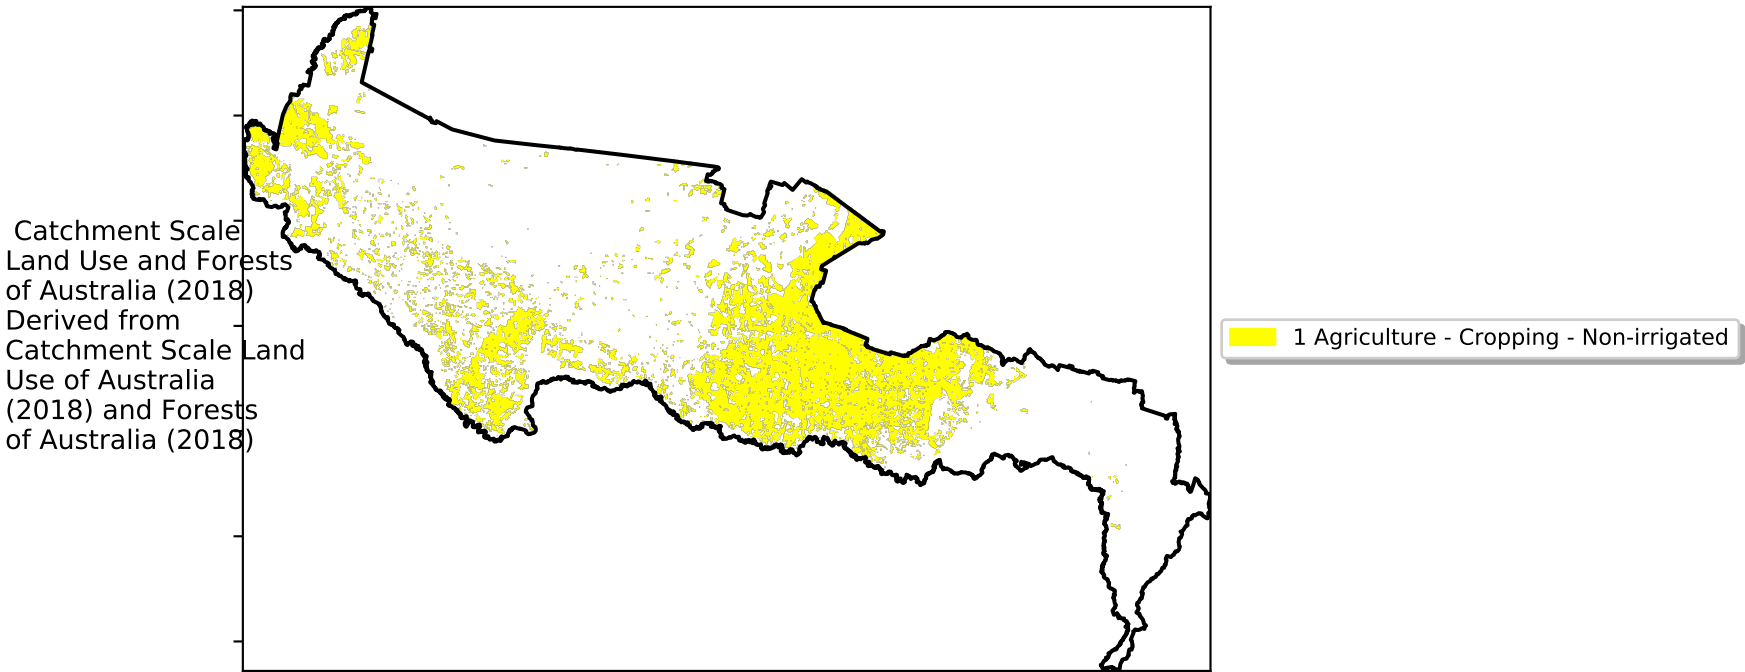 Catchment Scale
Land Use and Forests
of Australia (2018)
Derived from
Catchment Scale Land
Use of Australia
(2018) and Forests
of Australia (2018)
1 Agriculture - Cropping - Non-irrigated